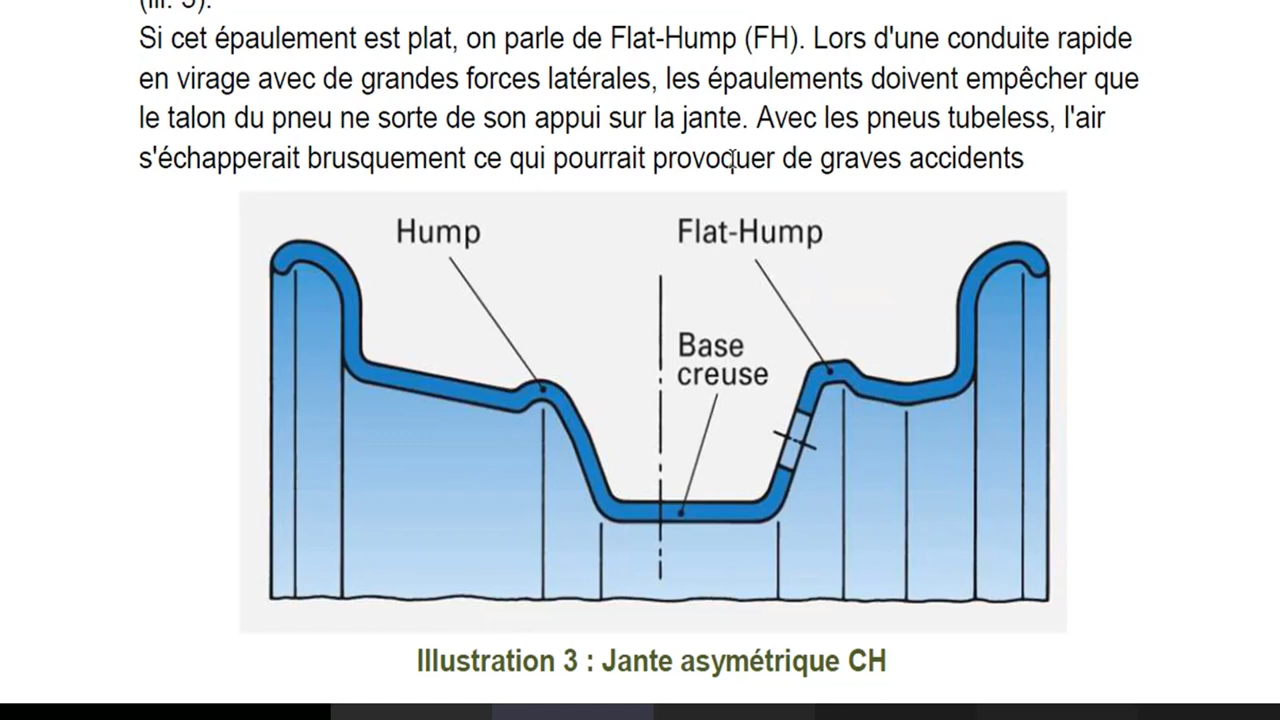 (ill. 3).
Si cet épaulement est plat, on parle de Flat-Hump (FH). Lors d'une conduite rapide
en virage avec de grandes forces latérales, les épaulements doivent empêcher que
le talon du pneu ne sorte de son appui sur la jante. Avec les pneus tubeless, l'air
s'échapperait brusquement ce qui pourrait provoquer de graves accidents
Hump
Flat-Hump
Base
creuse
Illustration 3 : Jante asymétrique CH